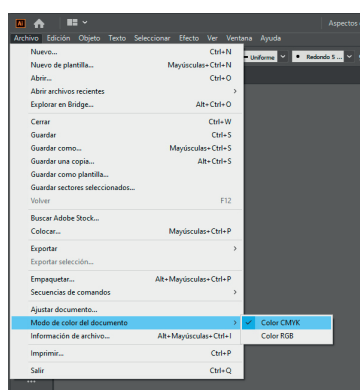 Ai
Aspectos
Archivo Edición Objeto Texto Seleccionar Efecto Ver Ventana Ayuda
Nuevo... Ctrl+N
Nuevo de plantilla... Mayúsculas+Ctrl+N
Abrir... Ctrl+O
Abrir archivos recientes
Explorar en Bridge... Alt+Ctrl+O
Cerrar Ctrl+W
Guardar Ctrl+S
Guardar como... Mayúsculas+Ctrl+S
Guardar una copia... Alt+Ctrl+S
Guardar como plantilla...
Guardar sectores seleccionados...
Volver F12
Buscar Adobe Stock...
Colocar... Mayúsculas+Ctrl+P
Exportar
Exportar selección...
Empaquetar... Alt+Mayúsculas+Ctrl+P
Secuencias de comandos
Ajustar documento...
Modo de color del documento
Información de archivo... Alt+Mayúsculas+Ctrl+I
Imprimir... Ctrl+P
Salir Ctrl+Q
Uniforme
Redondo 5 ...
Color CMYK
Color RGB